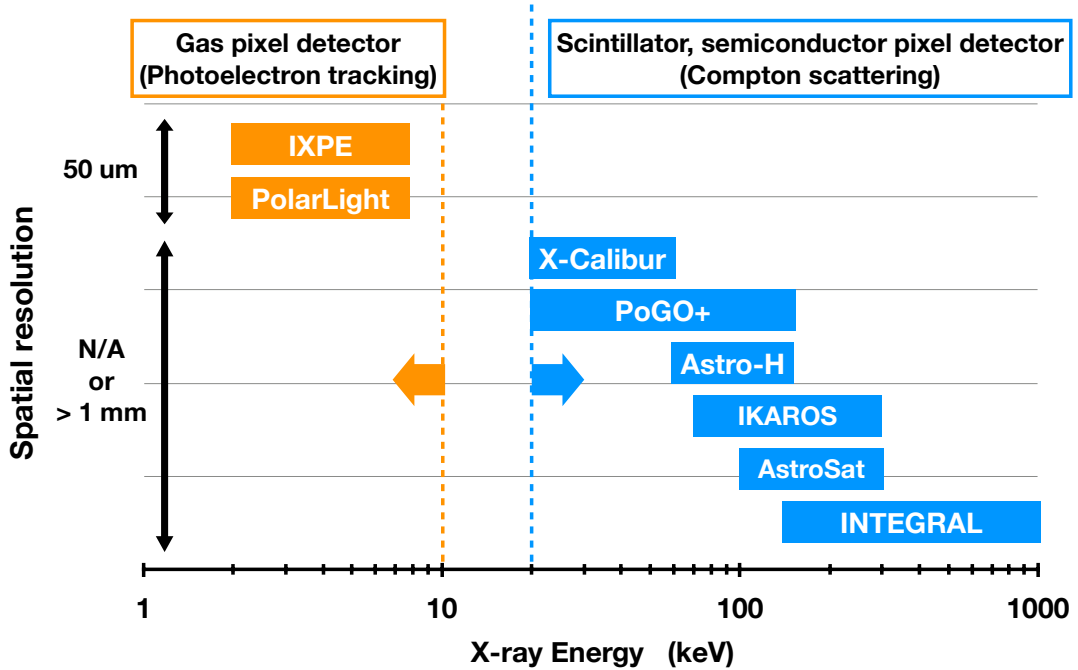 Gas pixel detector
(Photoelectron tracking)
Scintillator, semiconductor pixel detector
(Compton scattering)
Spatial resolution
50 um
IXPE
PolarLight
N/A
or
> 1 mm
X-Calibur
PoGO+
Astro-H
IKAROS
AstroSat
INTEGRAL
1 10 100 1000
X-ray Energy (keV)